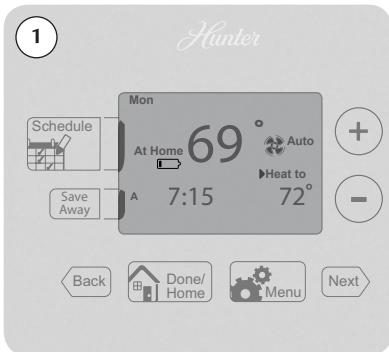 1
Hunter
Mon
Schedule
At Home 69° Auto
Heat to
Save
Away
A 7:15 72°
+
-
Back
Done/
Home
Menu
Next